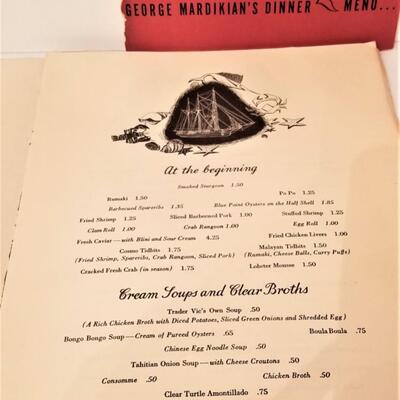 GEORGE MARDIKIAN'S DINNER MENU...
At the beginning
Smoked Sturgeon 1.50
Rumaki 1.50 Po Po 1.25
Barbecued Spareribs 1.35 Blue Point Oysters on the Half Shell 1.85
Fried Shrimp 1.25 Sliced Barbecued Pork 1.00 Stuffed Shrimp 1.25
Clam Roll 1.00 Crab Rangoon 1.00 Egg Roll 1.00
Fresh Caviar—with Blini and Sour Cream 4.25 Fried Chicken Livers 1.00
Cosmo Tidbits 1.75 Malayan Tidbits 1.50
(Fried Shrimp, Spareribs, Crab Rangoon, Sliced Pork) (Rumaki, Cheese Balls, Curry Puffs)
Cracked Fresh Crab (in season) 1.75 Lobster Mousse 1.50
Cream Soups and Clear Broths
Trader Vic's Own Soup .50
(A Rich Chicken Broth with Diced Potatoes, Sliced Green Onions and Shredded Egg)
Bongo Bongo Soup—Cream of Pureed Oysters .65 Boula Boula .75
Chinese Egg Noodle Soup .50
Tahitian Onion Soup—with Cheese Croutons .50
Consomme .50 Chicken Broth .50
Clear Turtle Amontillado .75